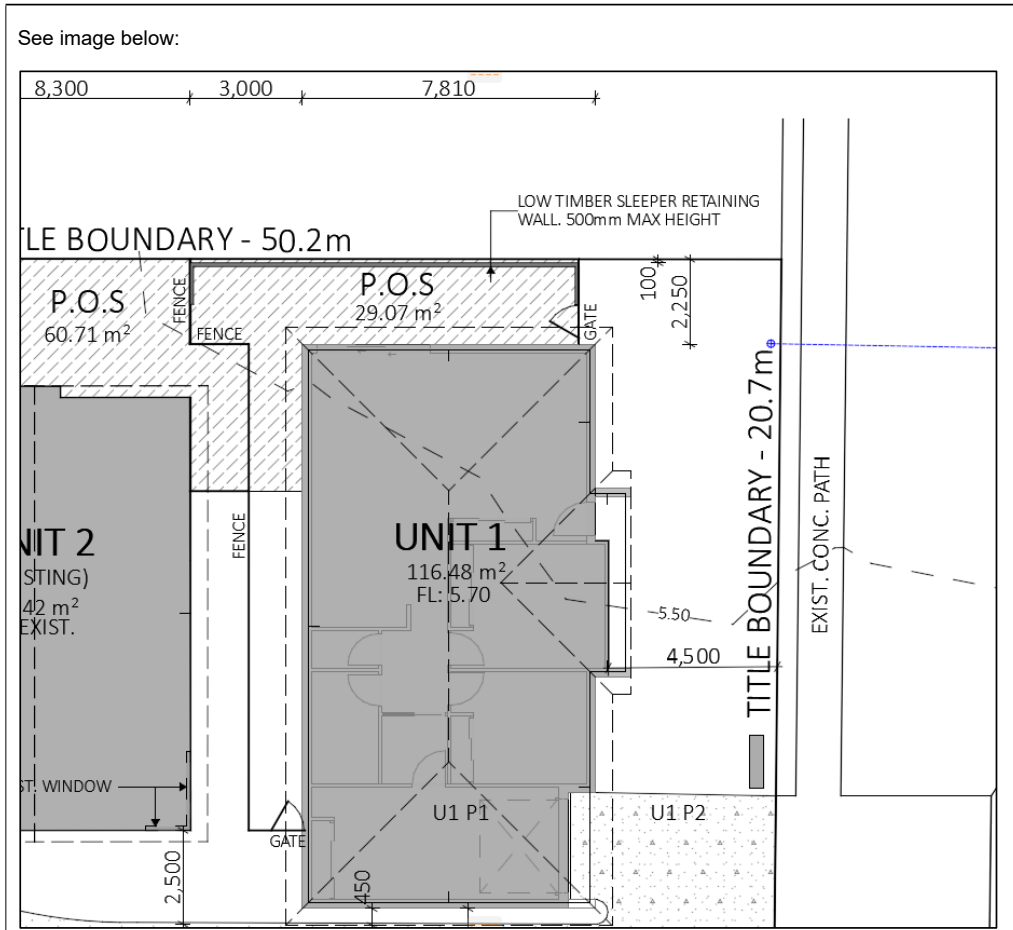 See image below:
8,300
3,000
7,810
LOW TIMBER SLEEPER RETAINING
WALL. 500mm MAX HEIGHT
TLE BOUNDARY - 50.2m
P.O.S
60.71 m²
FENCE
FENCE
P.O.S
29.07 m²
GATE
100
2,250
TITLE BOUNDARY - 20.7m
EXIST. CONC. PATH
FENCE
NIT 2
STING)
42 m²
EXIST.
UNIT 1
116.48 m²
FL: 5.70
5.50
4,500
ST. WINDOW
GATE
U1 P1
U1 P2
2,500
450